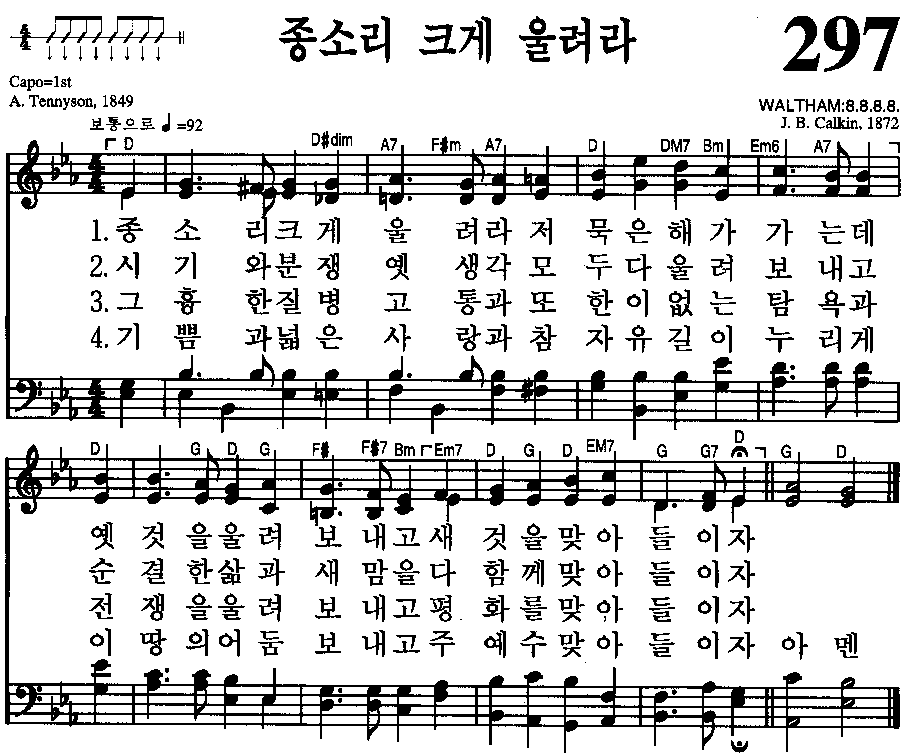 종소리 크게 울려라
297
Capo=1st
A. Tennyson, 1849
WALTHAM:8.8.8.8.
보통으로 ♩=92
J. B. Calkin, 1872
D D#dim A7 F#m A7 D DM7 Bm Em6 A7
1. 종 소 리크 게 울 려라 저 묵 은 해 가 가 는데
2. 시 기 와분 쟁 옛 생각 모 두 다 울 려 보 내고
3. 그 흉 한질 병 고 통과 또 한 이 없 는 탐 욕과
4. 기 쁨 과넓 은 사 랑과 참 자 유 길 이 누 리게
D G D G F# F#7 Bm Em7 D G D EM7 G G7 D G D
옛 것 을울 려 보 내고 새 것 을 맞 아 들 이 자
순 결 한삶 과 새 맘을 다 함 께 맞 아 들 이 자
전 쟁 을울 려 보 내고 평 화 를 맞 아 들 이 자
이 땅 의어 둠 보 내고 주 예 수 맞 아 들 이 자 아 멘